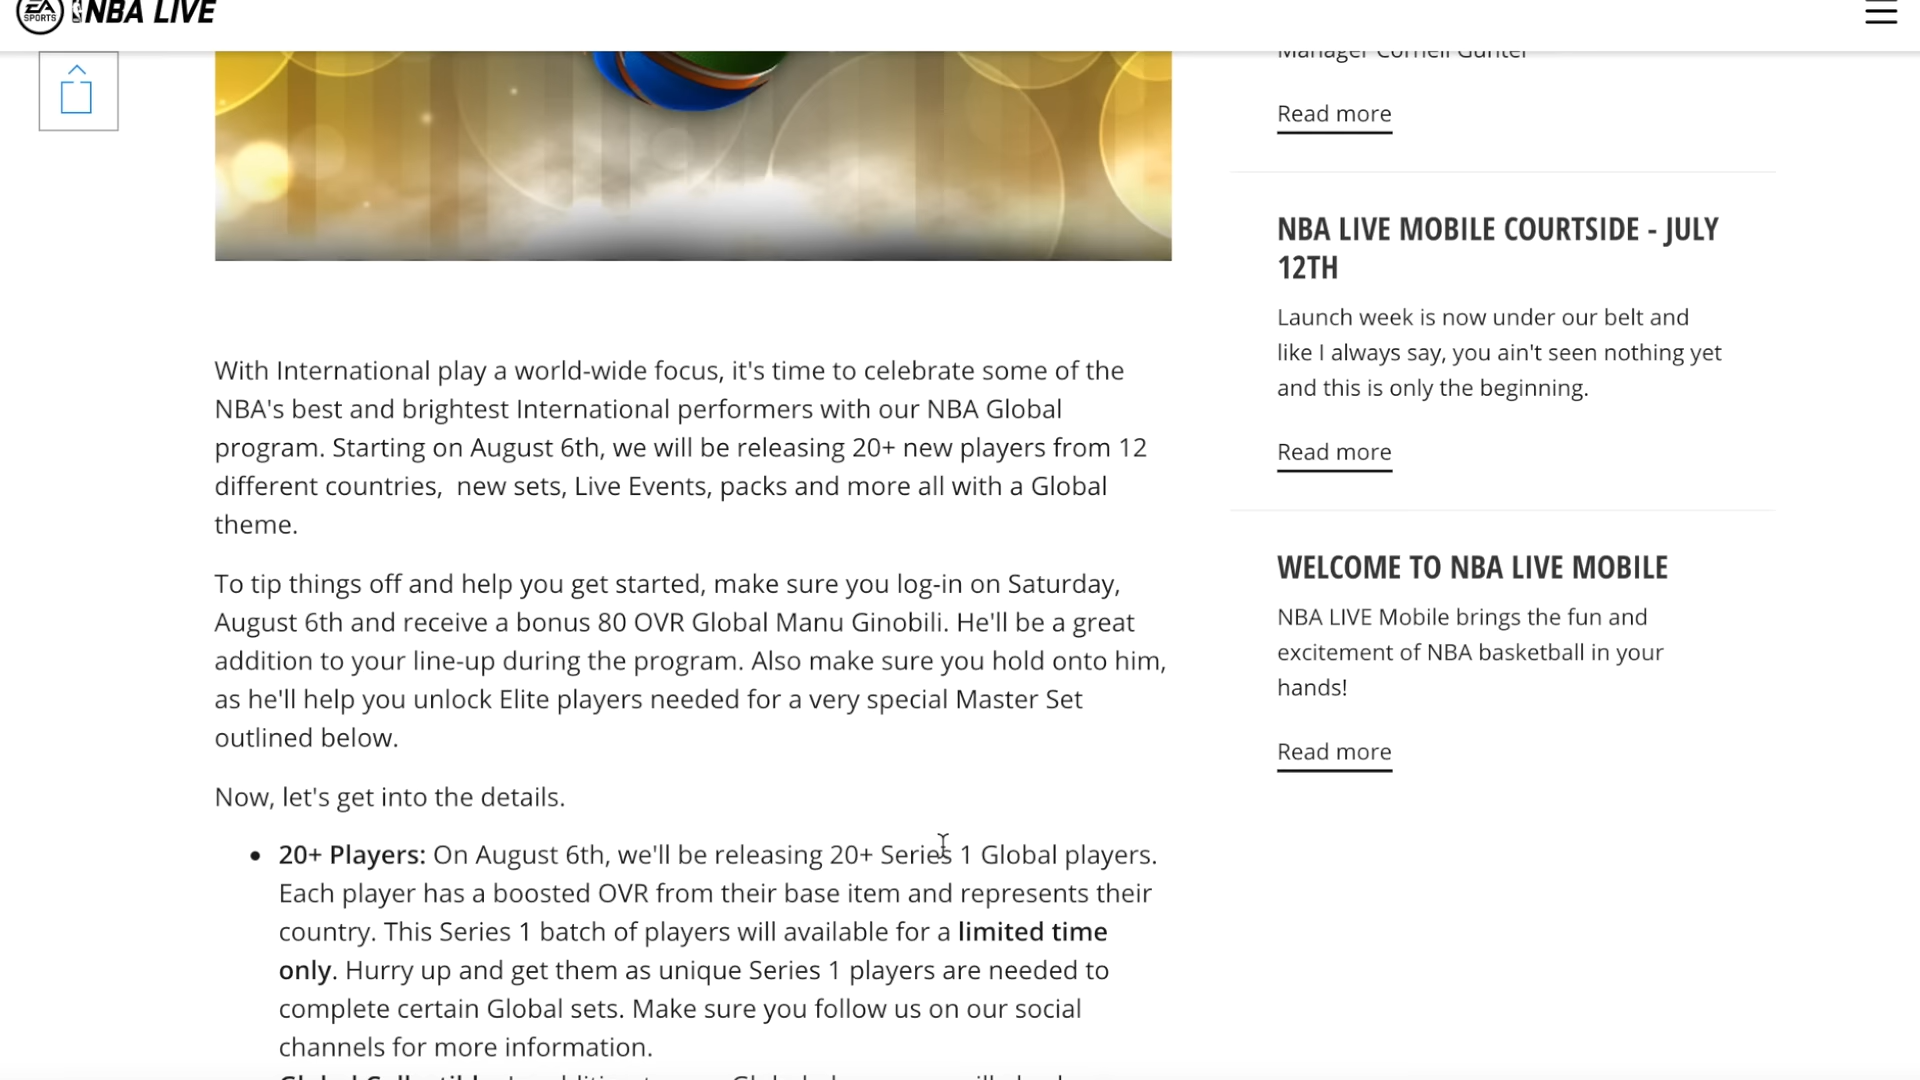 EA SPORTS NBA LIVE
Manager Cornell Gunter
Read more
NBA LIVE MOBILE COURTSIDE - JULY
12TH
Launch week is now under our belt and
like I always say, you ain't seen nothing yet
and this is only the beginning.
Read more
WELCOME TO NBA LIVE MOBILE
NBA LIVE Mobile brings the fun and
excitement of NBA basketball in your
hands!
Read more
With International play a world-wide focus, it's time to celebrate some of the
NBA's best and brightest International performers with our NBA Global
program. Starting on August 6th, we will be releasing 20+ new players from 12
different countries,  new sets, Live Events, packs and more all with a Global
theme.
To tip things off and help you get started, make sure you log-in on Saturday,
August 6th and receive a bonus 80 OVR Global Manu Ginobili. He'll be a great
addition to your line-up during the program. Also make sure you hold onto him,
as he'll help you unlock Elite players needed for a very special Master Set
outlined below.
Now, let's get into the details.
• 20+ Players: On August 6th, we'll be releasing 20+ Series 1 Global players.
Each player has a boosted OVR from their base item and represents their
country. This Series 1 batch of players will available for a limited time
only. Hurry up and get them as unique Series 1 players are needed to
complete certain Global sets. Make sure you follow us on our social
channels for more information.